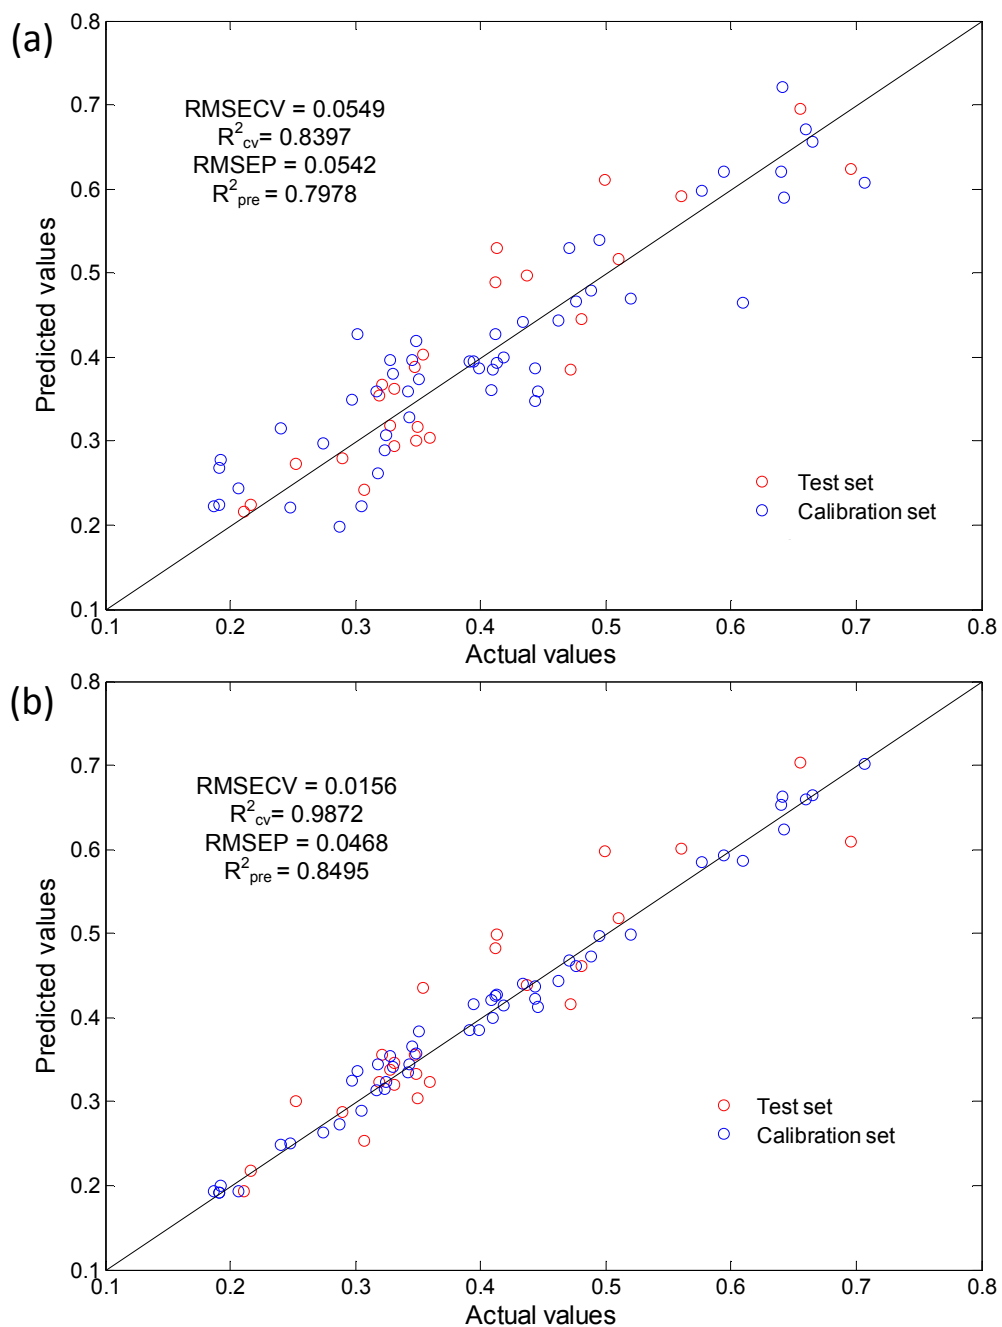 (a)
0.8
0.7
0.6
0.5
0.4
0.3
0.2
0.1
Predicted values
RMSECV = 0.0549
R²cv= 0.8397
RMSEP = 0.0542
R²pre = 0.7978
Test set
Calibration set
0.1 0.2 0.3 0.4 0.5 0.6 0.7 0.8
Actual values
(b)
0.8
0.7
0.6
0.5
0.4
0.3
0.2
0.1
Predicted values
RMSECV = 0.0156
R²cv= 0.9872
RMSEP = 0.0468
R²pre = 0.8495
Test set
Calibration set
0.1 0.2 0.3 0.4 0.5 0.6 0.7 0.8
Actual values